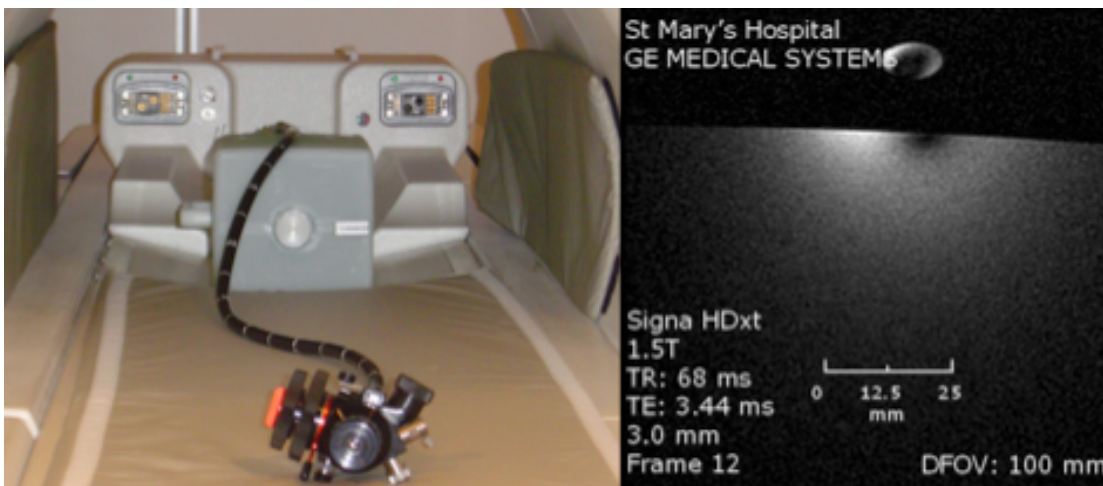 St Mary's Hospital
GE MEDICAL SYSTEMS
Signa HDxt
1.5T
TR: 68 ms
TE: 3.44 ms
3.0 mm
Frame 12
0 12.5 25
mm
DFOV: 100 mm